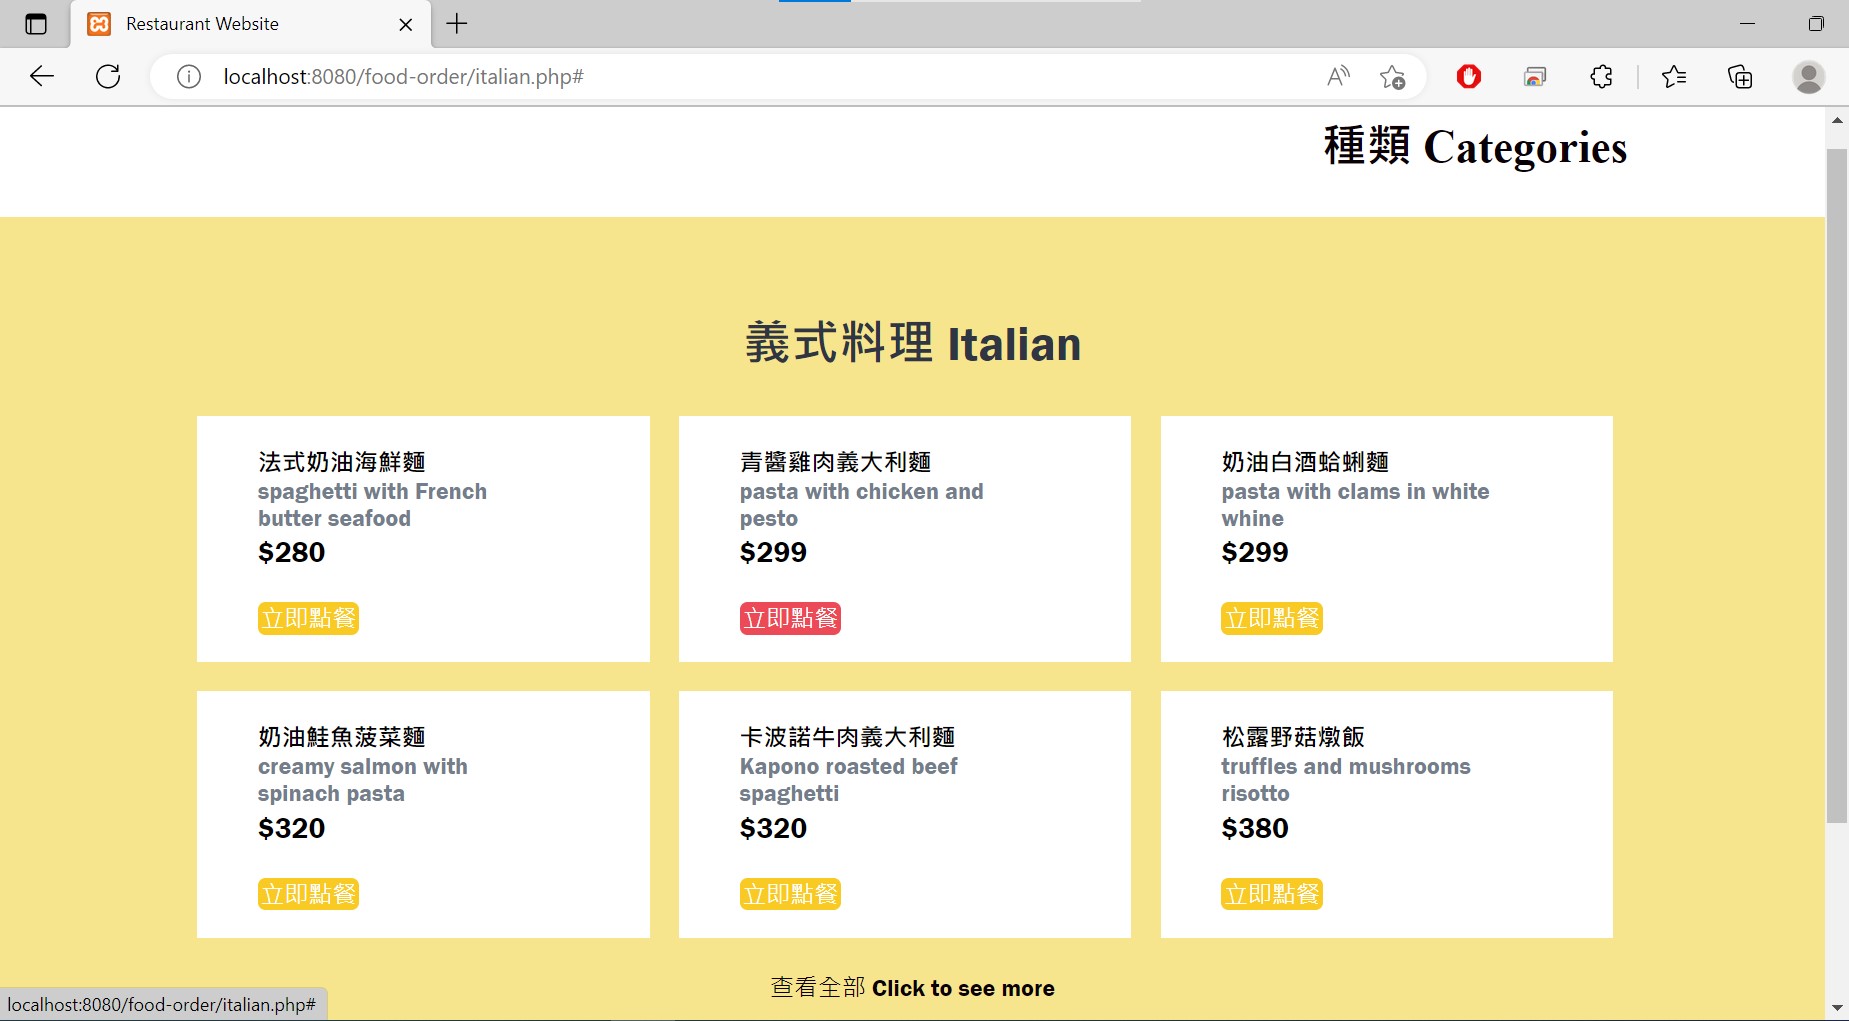 Restaurant Website
localhost:8080/food-order/italian.php#
種類 Categories
義式料理 Italian
法式奶油海鮮麵
spaghetti with French
butter seafood
$280
立即點餐
青醬雞肉義大利麵
pasta with chicken and
pesto
$299
立即點餐
奶油白酒蛤蜊麵
pasta with clams in white
whine
$299
立即點餐
奶油鮭魚菠菜麵
creamy salmon with
spinach pasta
$320
立即點餐
卡波諾牛肉義大利麵
Kapono roasted beef
spaghetti
$320
立即點餐
松露野菇燉飯
truffles and mushrooms
risotto
$380
立即點餐
查看全部 Click to see more
localhost:8080/food-order/italian.php#